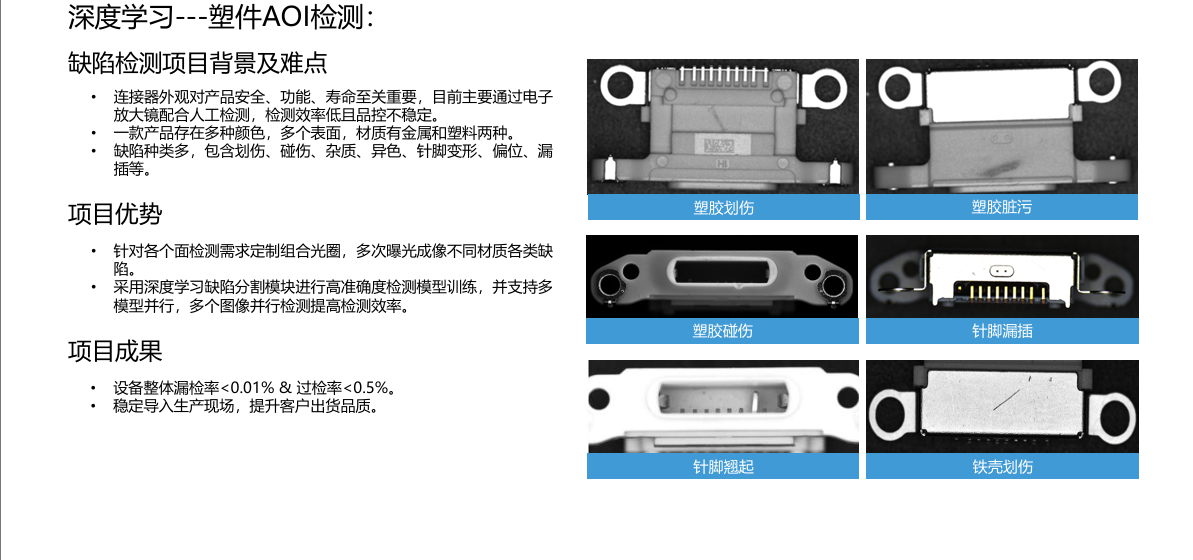 深度学习---塑件AOI检测：
缺陷检测项目背景及难点
• 连接器外观对产品安全、功能、寿命至关重要，目前主要通过电子
放大镜配合人工检测，检测效率低且品控不稳定。
• 一款产品存在多种颜色，多个表面，材质有金属和塑料两种。
• 缺陷种类多，包含划伤、碰伤、杂质、异色、针脚变形、偏位、漏
插等。
项目优势
• 针对各个面检测需求定制组合光圈，多次曝光成像不同材质各类缺
陷。
• 采用深度学习缺陷分割模块进行高准确度检测模型训练，并支持多
模型并行，多个图像并行检测提高检测效率。
项目成果
• 设备整体漏检率<0.01% & 过检率<0.5%。
• 稳定导入生产现场，提升客户出货品质。
塑胶划伤
塑胶脏污
塑胶碰伤
针脚漏插
针脚翘起
铁壳划伤